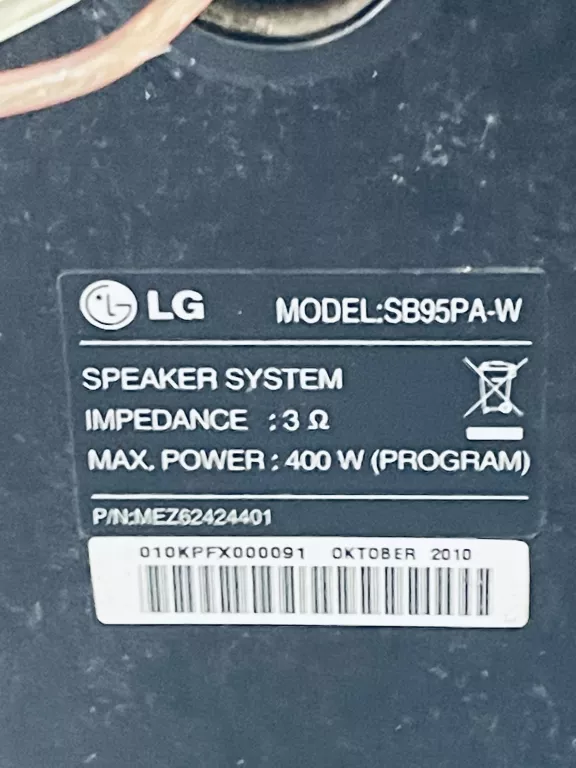 LG MODEL:SB95PA-W
SPEAKER SYSTEM
IMPEDANCE : 3 Ω
MAX. POWER : 400 W (PROGRAM)
P/N:MEZ62424401
010KPFX000091 OKTOBER 2010